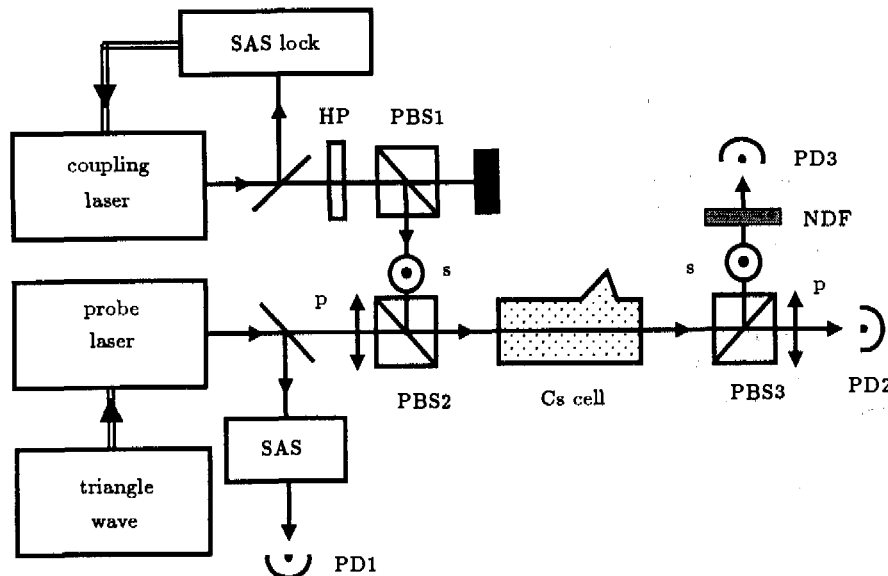 SAS lock
HP
PBS1
coupling
laser
PD3
NDF
s
s
probe
laser
p
p
PBS2
Cs cell
PBS3
PD2
SAS
triangle
wave
PD1